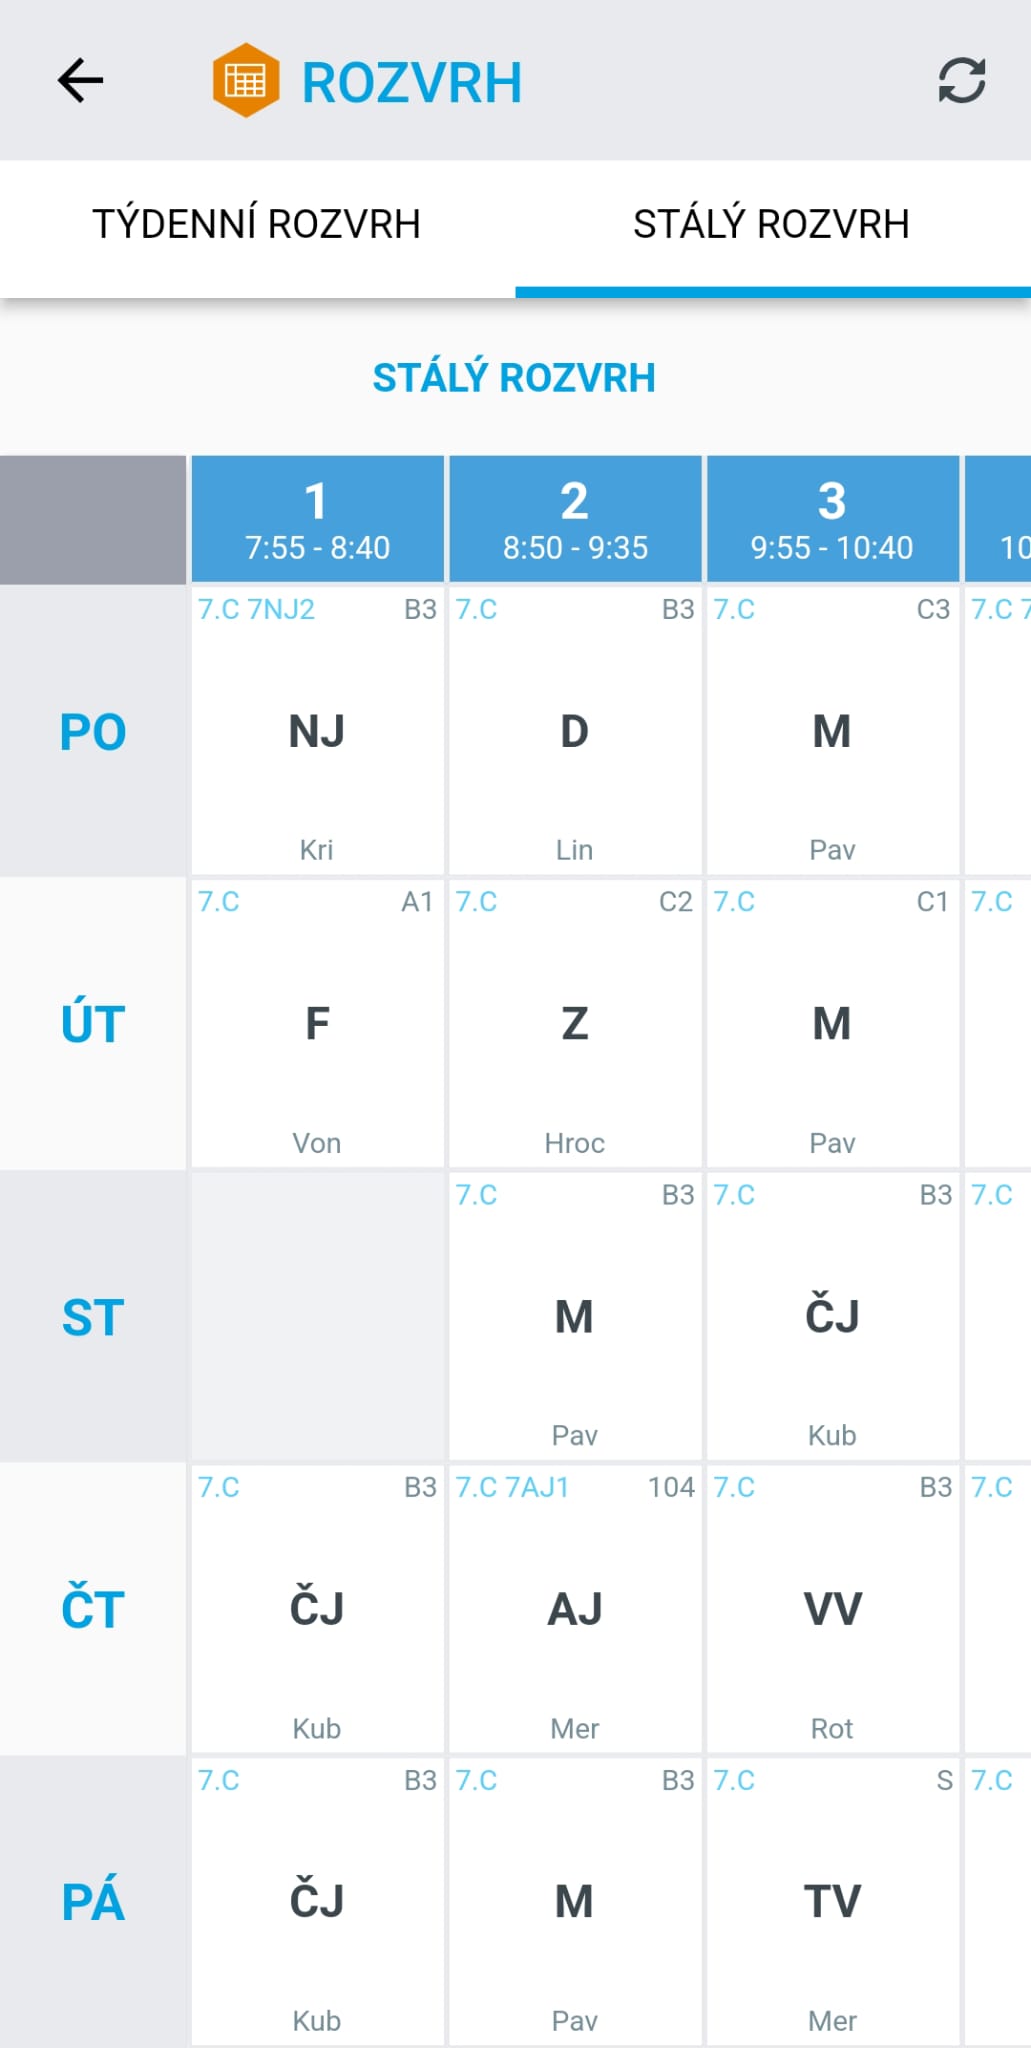 ROZVRH
TÝDENNÍ ROZVRH STÁLÝ ROZVRH
STÁLÝ ROZVRH
1 2 3
7:55 - 8:40 8:50 - 9:35 9:55 - 10:40 10
7.C 7NJ2 B3 7.C B3 7.C C3 7.C 7
PO NJ D M
Kri Lin Pav
7.C A1 7.C C2 7.C C1 7.C
ÚT F Z M
Von Hroc Pav
7.C B3 7.C B3 7.C
ST M ČJ
Pav Kub
7.C B3 7.C 7AJ1 104 7.C B3 7.C
ČT ČJ AJ VV
Kub Mer Rot
7.C B3 7.C B3 7.C S 7.C
PÁ ČJ M TV
Kub Pav Mer